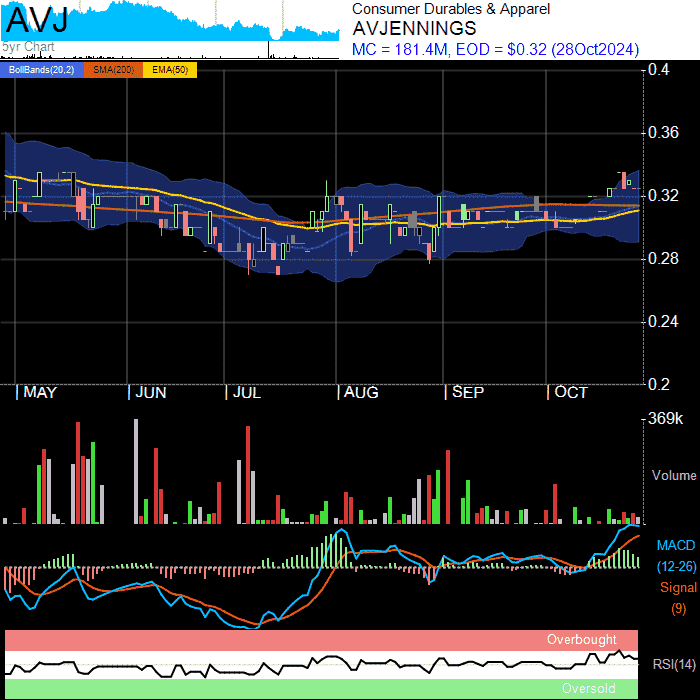 AVJ
5yr Chart
Consumer Durables & Apparel
AVJENNINGS
MC = 181.4M, EOD = $0.32 (28Oct2024)
BollBands(20,2) SMA(200) EMA(50)
0.4
0.36
0.32
0.28
0.24
0.2
MAY JUN JUL AUG SEP OCT
369k
Volume
MACD
(12-26)
Signal
(9)
Overbought
RSI(14)
Oversold